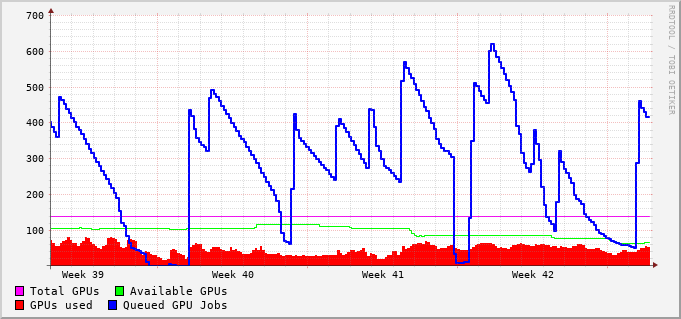 700
600
500
400
300
200
100
Week 39 Week 40 Week 41 Week 42
Total GPUs Available GPUs
GPUs used Queued GPU Jobs
RRDTOOL / TOBI OETIKER